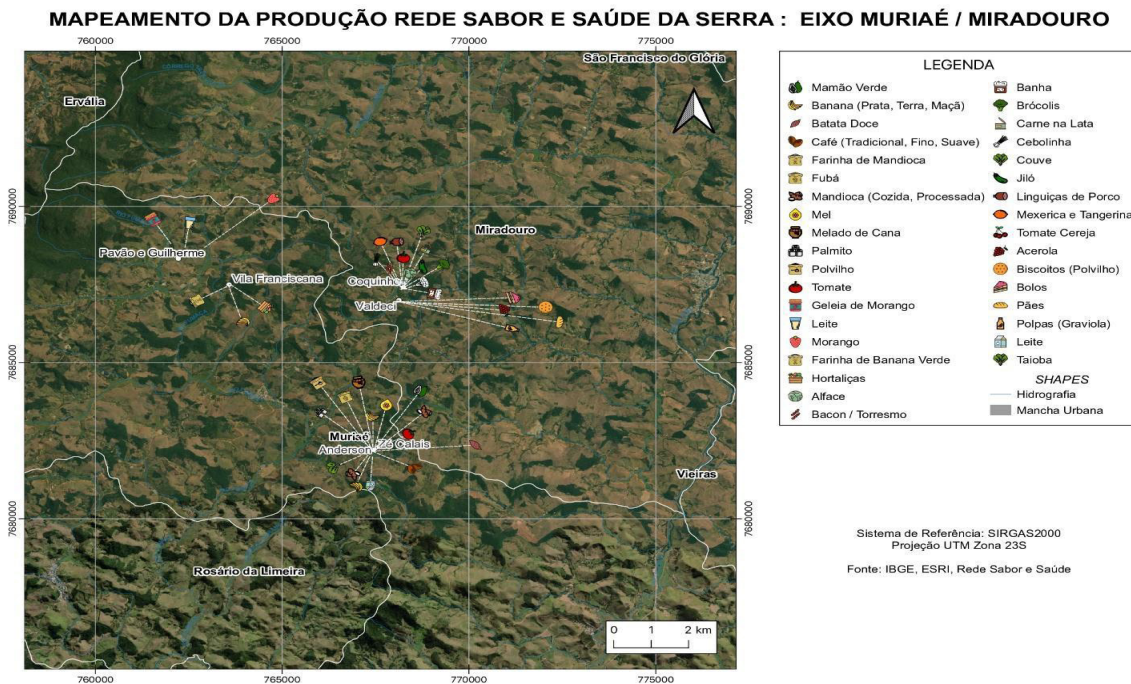 MAPEAMENTO DA PRODUÇÃO REDE SABOR E SAÚDE DA SERRA : EIXO MURIAÉ / MIRADOURO
760000 765000 770000 775000
São Francisco do Glória
Ervália
7690000 7690000
Miradouro
Pavão e Guilherme
Vila Franciscana
Coquinho
Valdeci
7685000 7685000
Muriaé
Zé Calais
Anderson
Vieiras
7680000 7680000
Rosário da Limeira
0 1 2 km
760000 765000 770000 775000
LEGENDA
Mamão Verde
Banana (Prata, Terra, Maçã)
Batata Doce
Café (Tradicional, Fino, Suave)
Farinha de Mandioca
Fubá
Mandioca (Cozida, Processada)
Mel
Melado de Cana
Palmito
Polvilho
Tomate
Geleia de Morango
Leite
Morango
Farinha de Banana Verde
Hortaliças
Alface
Bacon / Torresmo
Banha
Brócolis
Carne na Lata
Cebolinha
Couve
Jiló
Linguiças de Porco
Mexerica e Tangerina
Tomate Cereja
Acerola
Biscoitos (Polvilho)
Bolos
Pães
Polpas (Graviola)
Leite
Taioba
SHAPES
Hidrografia
Mancha Urbana
Sistema de Referência: SIRGAS2000
Projeção UTM Zona 23S
Fonte: IBGE, ESRI, Rede Sabor e Saúde